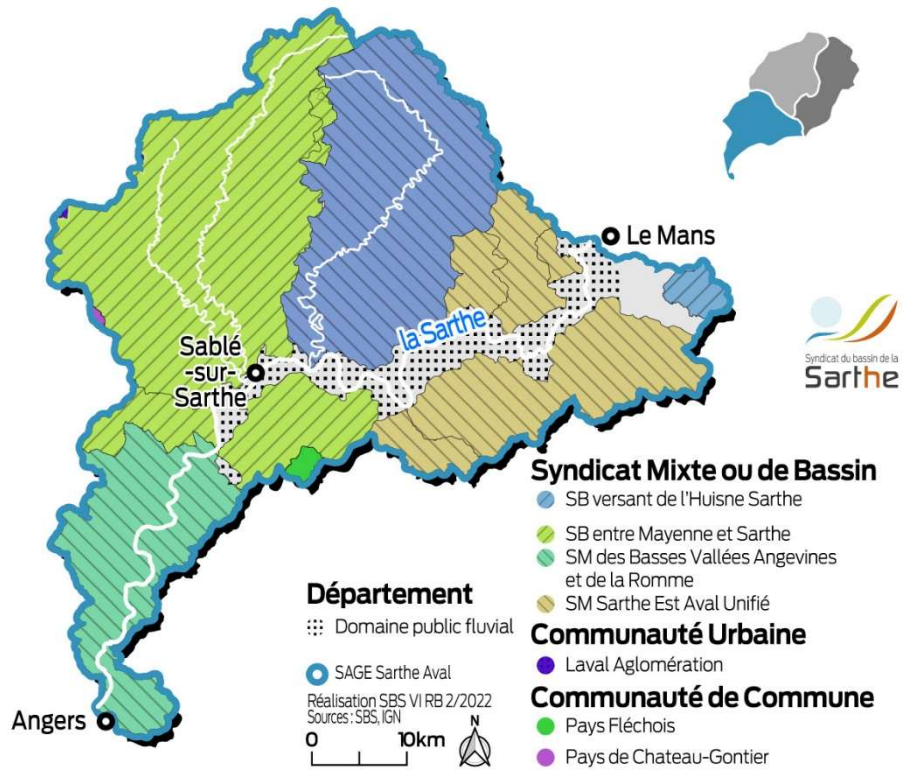 Le Mans
la Sarthe
Sablé
-sur-
Sarthe
Syndicat du bassin de la
Sarthe
Angers
Département
Domaine public fluvial
SAGE Sarthe Aval
Réalisation SBS VI RB 2/2022
Sources : SBS, IGN
0 10km
N
Syndicat Mixte ou de Bassin
SB versant de l'Huisne Sarthe
SB entre Mayenne et Sarthe
SM des Basses Vallées Angevines
et de la Romme
SM Sarthe Est Aval Unifié
Communauté Urbaine
Laval Aglomération
Communauté de Commune
Pays Fléchois
Pays de Chateau-Gontier